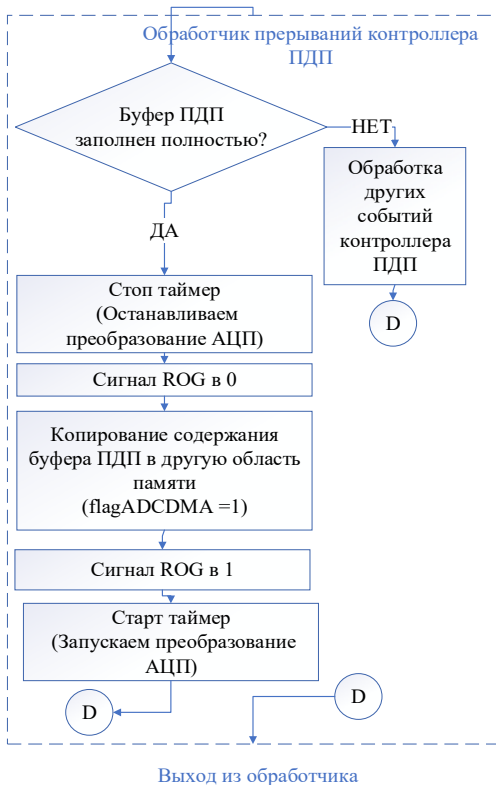 Обработчик прерываний контроллера
ПДП
Буфер ПДП
заполнен полностью?
НЕТ
Обработка
других
событий
контроллера
ПДП
D
ДА
Стоп таймер
(Останавливаем
преобразование АЦП)
Сигнал ROG в 0
Копирование содержания
буфера ПДП в другую область
памяти
(flagADCDMA =1)
Сигнал ROG в 1
Старт таймер
(Запускаем преобразование
АЦП)
D
D
Выход из обработчика